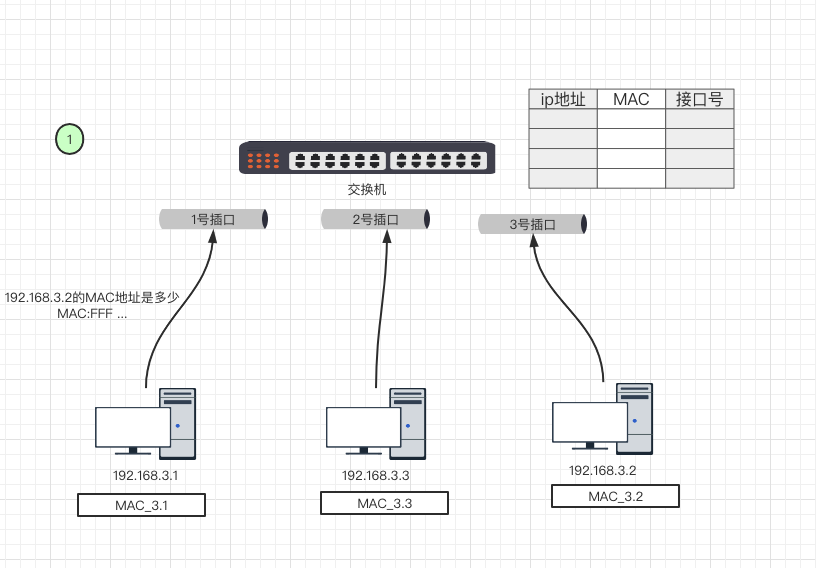 1
ip地址 MAC 接口号
交换机
1号插口
2号插口
3号插口
192.168.3.2的MAC地址是多少
MAC:FFF ...
192.168.3.1
192.168.3.3
192.168.3.2
MAC_3.1
MAC_3.3
MAC_3.2